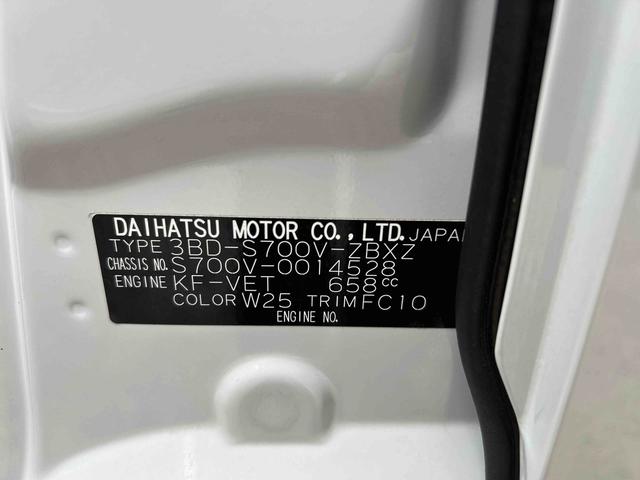 DAIHATSU MOTOR CO.,LTD. JAPAN
TYPE 3BD-S700V-ZBXZ
CHASSIS NO. S700V-0014528
ENGINE KF-VET 658cc
COLOR W25 TRIM FC10
ENGINE NO.